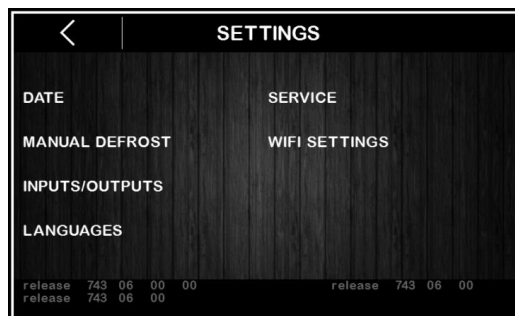 SETTINGS
DATE
SERVICE
MANUAL DEFROST
WIFI SETTINGS
INPUTS/OUTPUTS
LANGUAGES
release 743 06 00 00
release 743 06 00
release 743 06 00